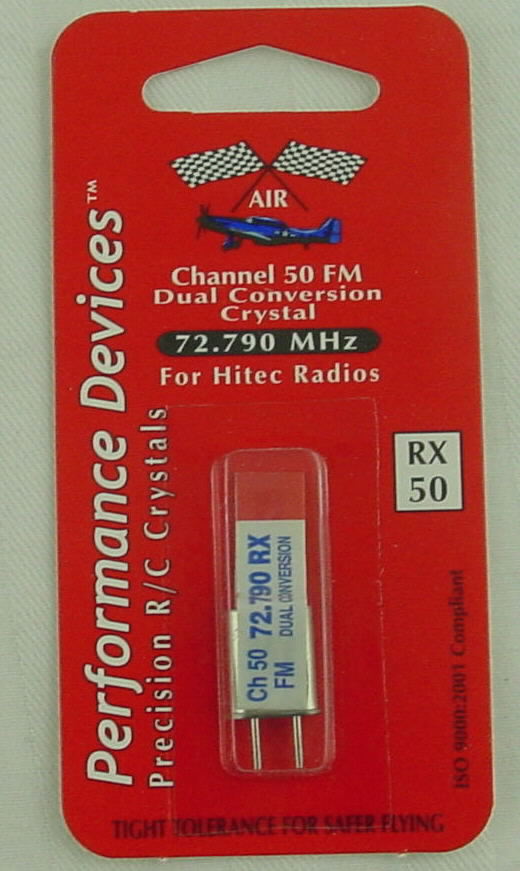 AIR
Channel 50 FM
Dual Conversion
Crystal
72.790 MHz
For Hitec Radios
Performance Devices™
Precision R/C Crystals
RX
50
Ch 50 72.790 RX
FM DUAL CONVERSION
ISO 9000:2001 Compliant
TIGHT TOLERANCE FOR SAFER FLYING